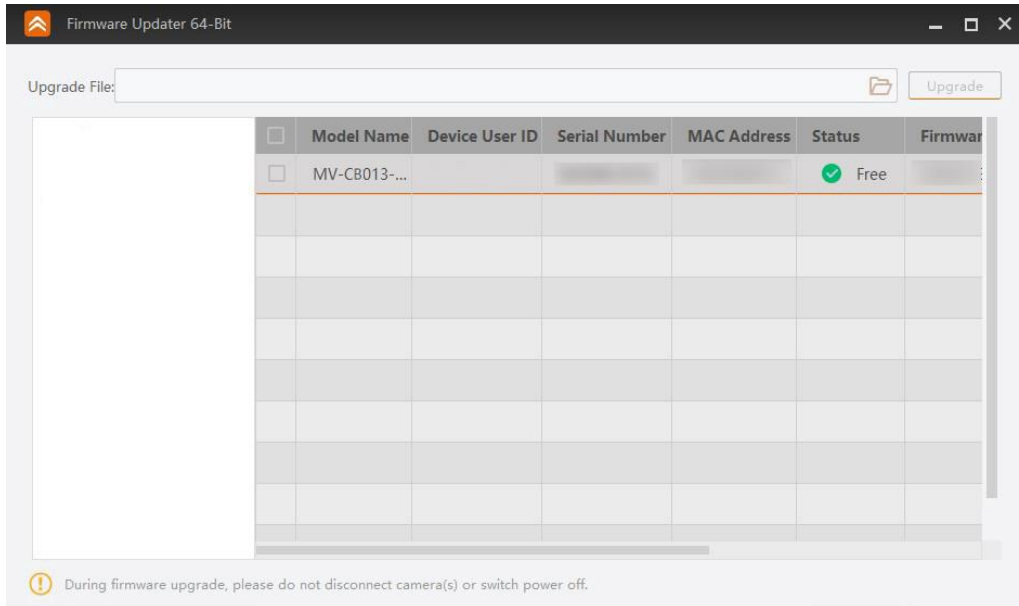 Firmware Updater 64-Bit
Upgrade File:
Upgrade
Model Name Device User ID Serial Number MAC Address Status Firmwar
MV-CB013-... Free
During firmware upgrade, please do not disconnect camera(s) or switch power off.